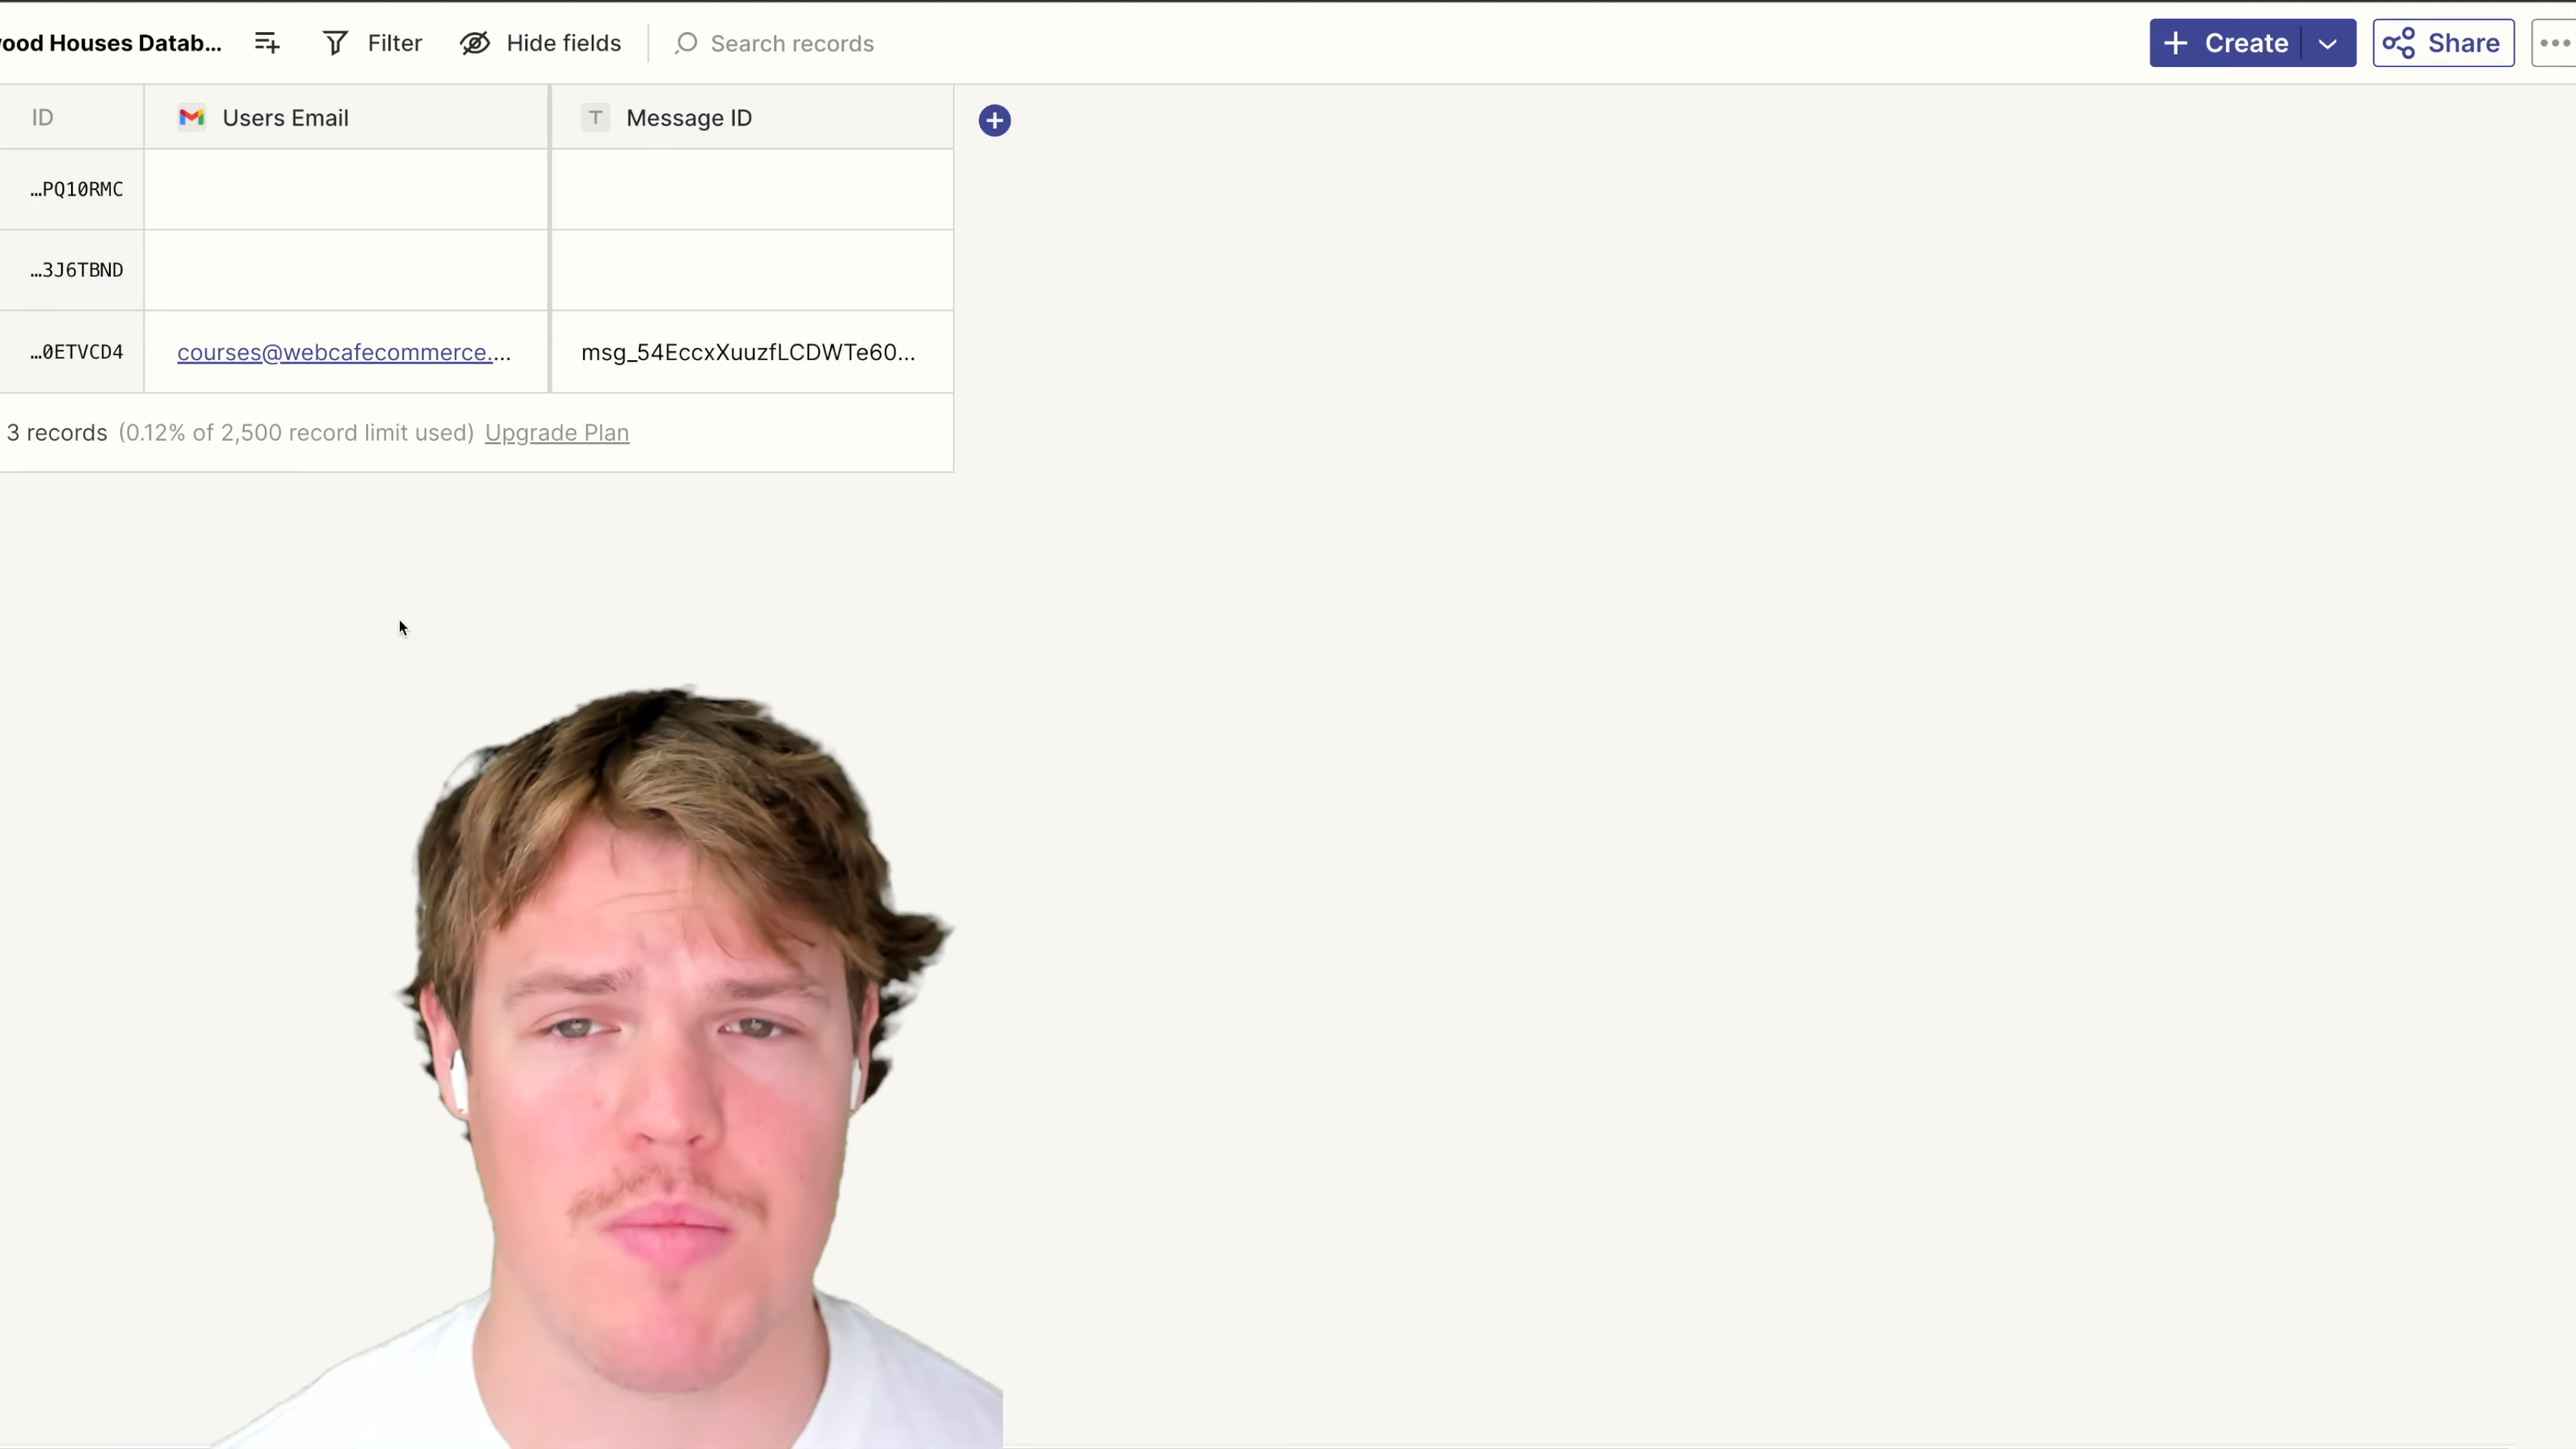 ood Houses Datab... Filter Hide fields Search records + Create Share ...
ID Users Email T Message ID +
...PQ10RMC
...3J6TBND
...0ETVCD4 courses@webcafecommerce.... msg_54EccxXuuzfLCDWTe60...
3 records (0.12% of 2,500 record limit used) Upgrade Plan